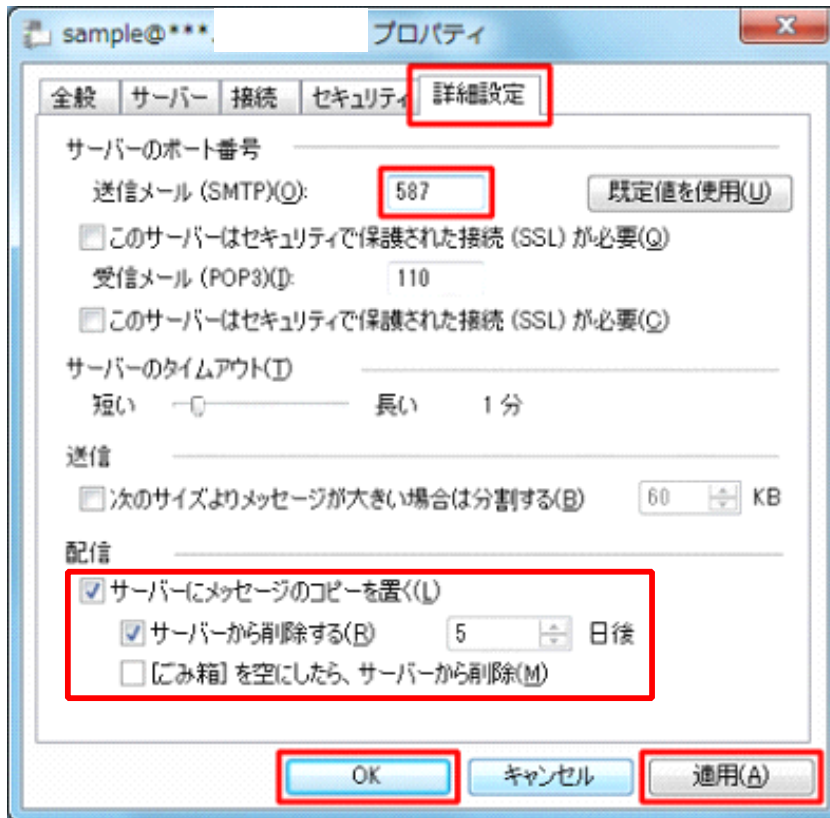 sample@***. プロパティ
全般 サーバー 接続 セキュリティ 詳細設定
サーバーのポート番号
送信メール (SMTP)(O): 587 既定値を使用(U)
このサーバーはセキュリティで保護された接続 (SSL) が必要(Q)
受信メール (POP3)(I): 110
このサーバーはセキュリティで保護された接続 (SSL) が必要(C)
サーバーのタイムアウト(T)
短い 長い 1 分
送信
次のサイズよりメッセージが大きい場合は分割する(B) 60 KB
配信
サーバーにメッセージのコピーを置く(L)
サーバーから削除する(R) 5 日後
[ごみ箱] を空にしたら、サーバーから削除(M)
OK キャンセル 適用(A)